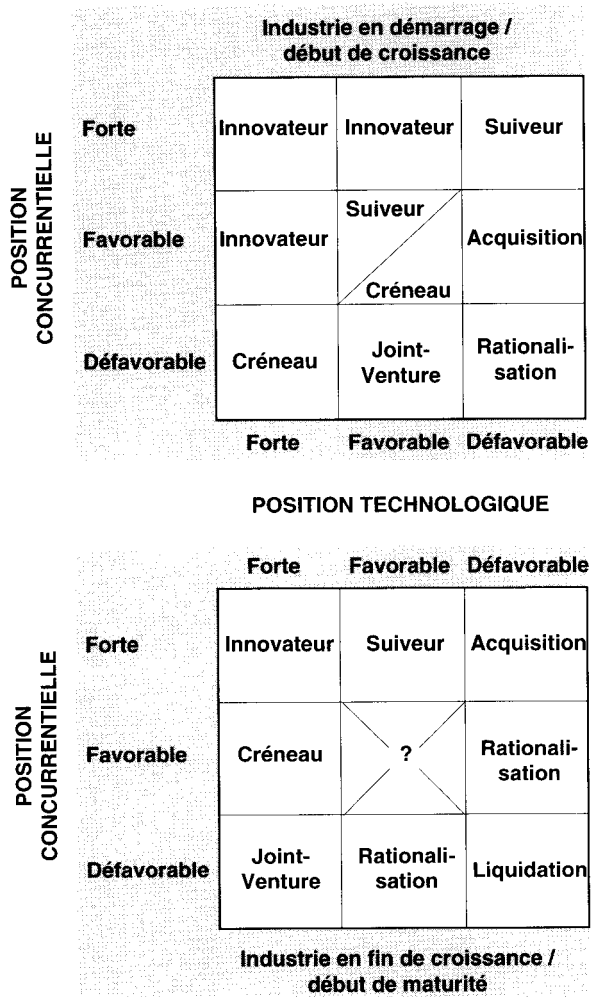 Industrie en démarrage /
début de croissance
POSITION
CONCURRENTIELLE
Forte
Innovateur
Innovateur
Suiveur
Favorable
Innovateur
Suiveur
Créneau
Acquisition
Défavorable
Créneau
Joint-
Venture
Rationali-
sation
Forte
Favorable
Défavorable
POSITION TECHNOLOGIQUE
Forte
Favorable
Défavorable
POSITION
CONCURRENTIELLE
Forte
Innovateur
Suiveur
Acquisition
Favorable
Créneau
?
Rationali-
sation
Défavorable
Joint-
Venture
Rationali-
sation
Liquidation
Industrie en fin de croissance /
début de maturité